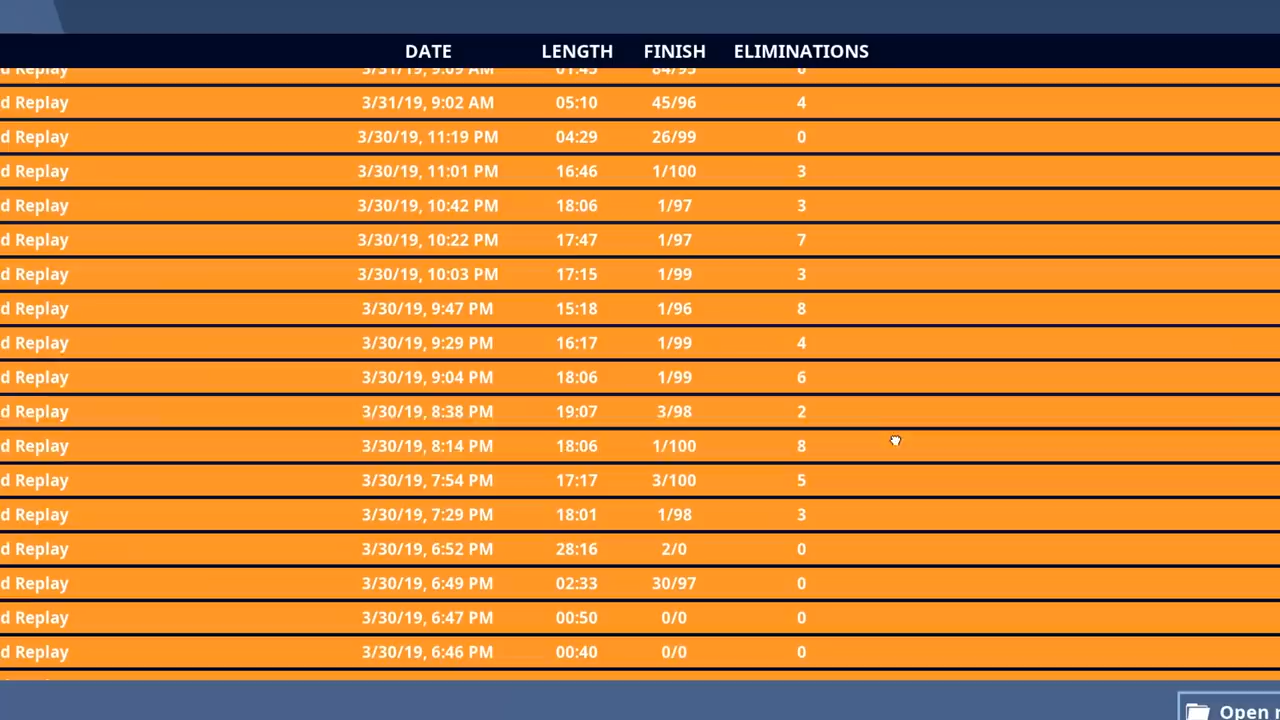 DATE LENGTH FINISH ELIMINATIONS
d Replay 3/31/19, 9:09 AM 01:45 84/95
d Replay 3/31/19, 9:02 AM 05:10 45/96 4
d Replay 3/30/19, 11:19 PM 04:29 26/99 0
d Replay 3/30/19, 11:01 PM 16:46 1/100 3
d Replay 3/30/19, 10:42 PM 18:06 1/97 3
d Replay 3/30/19, 10:22 PM 17:47 1/97 7
d Replay 3/30/19, 10:03 PM 17:15 1/99 3
d Replay 3/30/19, 9:47 PM 15:18 1/96 8
d Replay 3/30/19, 9:29 PM 16:17 1/99 4
d Replay 3/30/19, 9:04 PM 18:06 1/99 6
d Replay 3/30/19, 8:38 PM 19:07 3/98 2
d Replay 3/30/19, 8:14 PM 18:06 1/100 8
d Replay 3/30/19, 7:54 PM 17:17 3/100 5
d Replay 3/30/19, 7:29 PM 18:01 1/98 3
d Replay 3/30/19, 6:52 PM 28:16 2/0 0
d Replay 3/30/19, 6:49 PM 02:33 30/97 0
d Replay 3/30/19, 6:47 PM 00:50 0/0 0
d Replay 3/30/19, 6:46 PM 00:40 0/0 0
Open